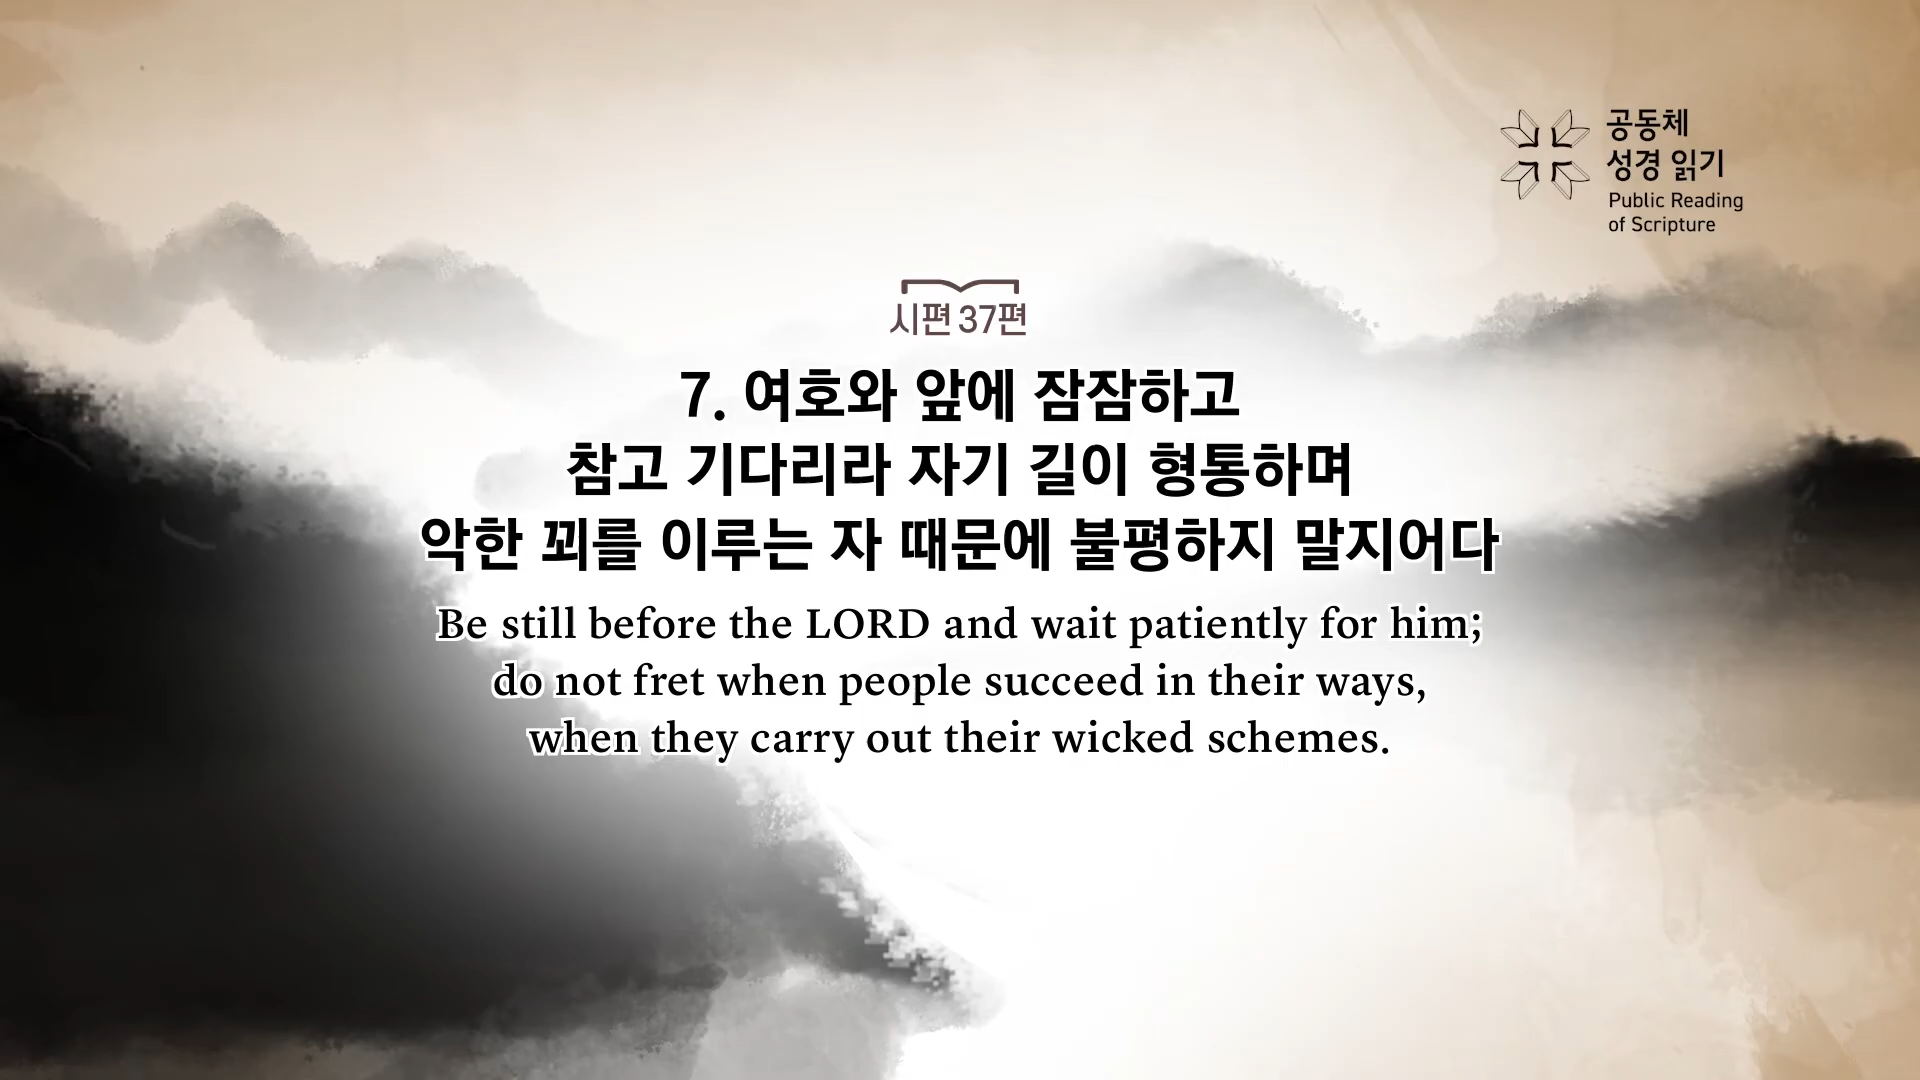 공동체
성경 읽기
Public Reading
of Scripture
시편 37편
7. 여호와 앞에 잠잠하고
참고 기다리라 자기 길이 형통하며
악한 꾀를 이루는 자 때문에 불평하지 말지어다
Be still before the LORD and wait patiently for him;
do not fret when people succeed in their ways,
when they carry out their wicked schemes.